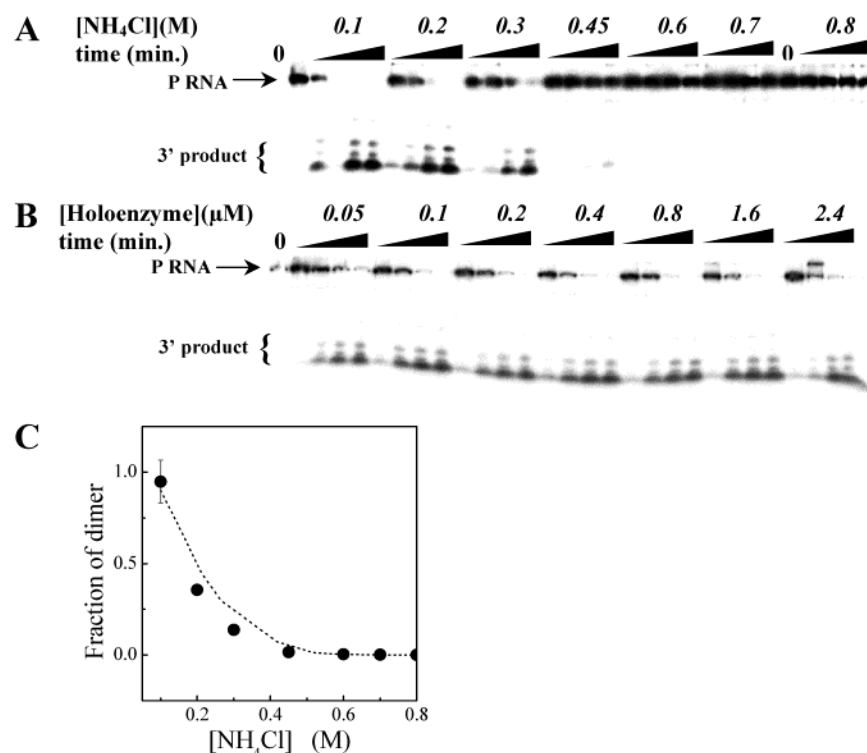 A [NH₄Cl](M) 0.1 0.2 0.3 0.45 0.6 0.7 0.8
time (min.) 0 0
P RNA
3' product {
B [Holoenzyme](µM) 0.05 0.1 0.2 0.4 0.8 1.6 2.4
time (min.) 0
P RNA
3' product {
C
1.0
0.5
0.0
Fraction of dimer
0.2 0.4 0.6 0.8
[NH₄Cl] (M)